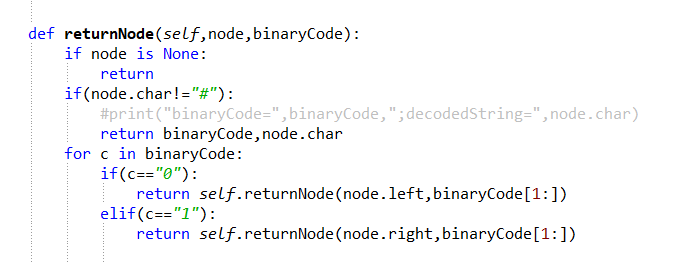 def returnNode(self,node,binaryCode):
    if node is None:
        return
    if(node.char!="#"):
        #print("binaryCode=",binaryCode,";decodedString=",node.char)
        return binaryCode,node.char
    for c in binaryCode:
        if(c=="0"):
            return self.returnNode(node.left,binaryCode[1:])
        elif(c=="1"):
            return self.returnNode(node.right,binaryCode[1:])